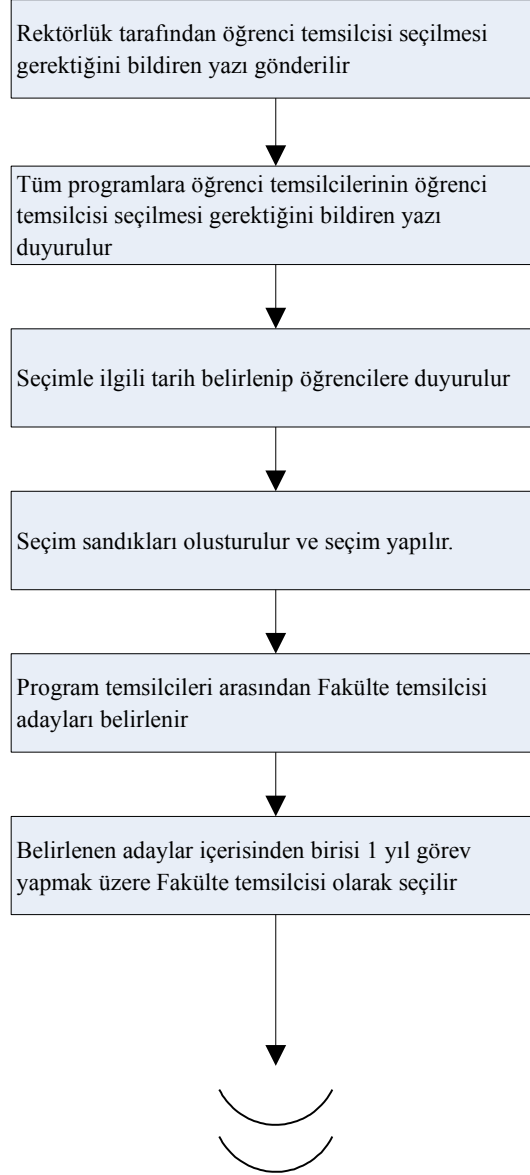 Rektörlük tarafından öğrenci temsilcisi seçilmesi
gerektiğini bildiren yazı gönderilir
Tüm programlara öğrenci temsilcilerinin öğrenci
temsilcisi seçilmesi gerektiğini bildiren yazı
duyurulur
Seçimle ilgili tarih belirlenip öğrencilere duyurulur
Seçim sandıkları olusturulur ve seçim yapılır.
Program temsilcileri arasından Fakülte temsilcisi
adayları belirlenir
Belirlenen adaylar içerisinden birisi 1 yıl görev
yapmak üzere Fakülte temsilcisi olarak seçilir